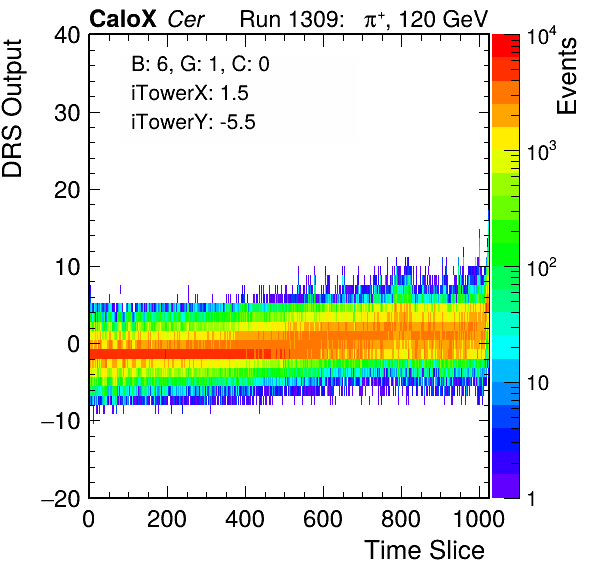 CaloX Cer Run 1309: π⁺, 120 GeV
B: 6, G: 1, C: 0
iTowerX: 1.5
iTowerY: -5.5
DRS Output
40
30
20
10
0
−10
−20
0 200 400 600 800 1000
Time Slice
Events
10⁴
10³
10²
10
1